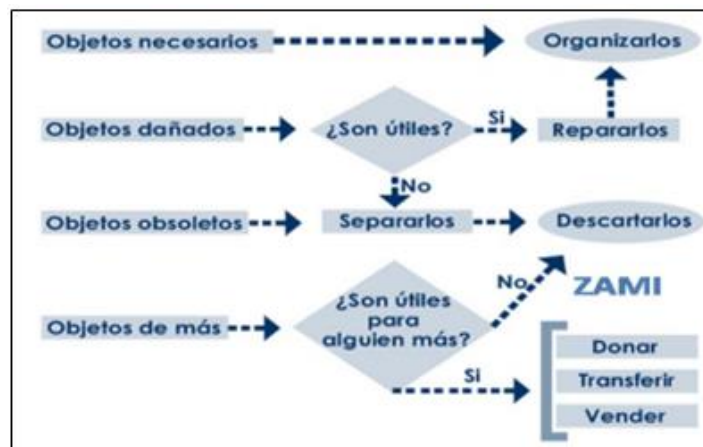 Objetos necesarios
Organizarlos
Objetos dañados
¿Son útiles?
Si
Repararlos
No
Objetos obsoletos
Separarlos
Descartarlos
Objetos de más
¿Son útiles
para
alguien más?
No
ZAMI
Si
Donar
Transferir
Vender